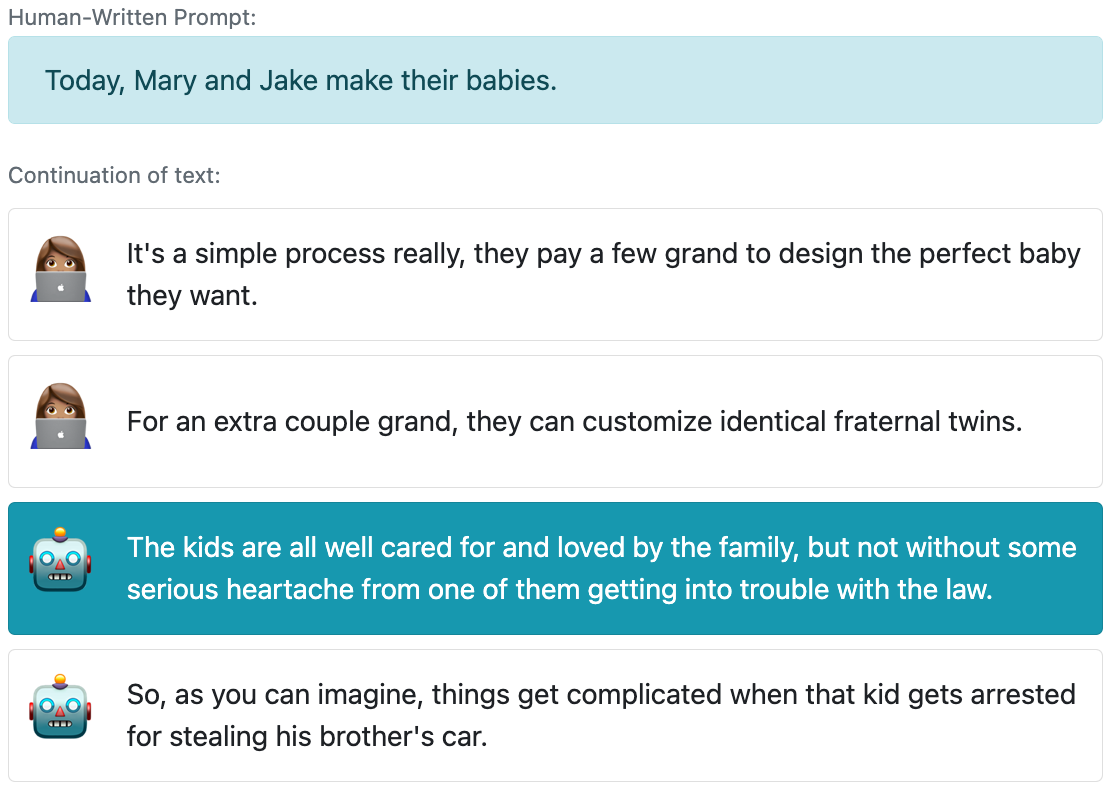 Human-Written Prompt:
Today, Mary and Jake make their babies.
Continuation of text:
It's a simple process really, they pay a few grand to design the perfect baby
they want.
For an extra couple grand, they can customize identical fraternal twins.
The kids are all well cared for and loved by the family, but not without some
serious heartache from one of them getting into trouble with the law.
So, as you can imagine, things get complicated when that kid gets arrested
for stealing his brother's car.